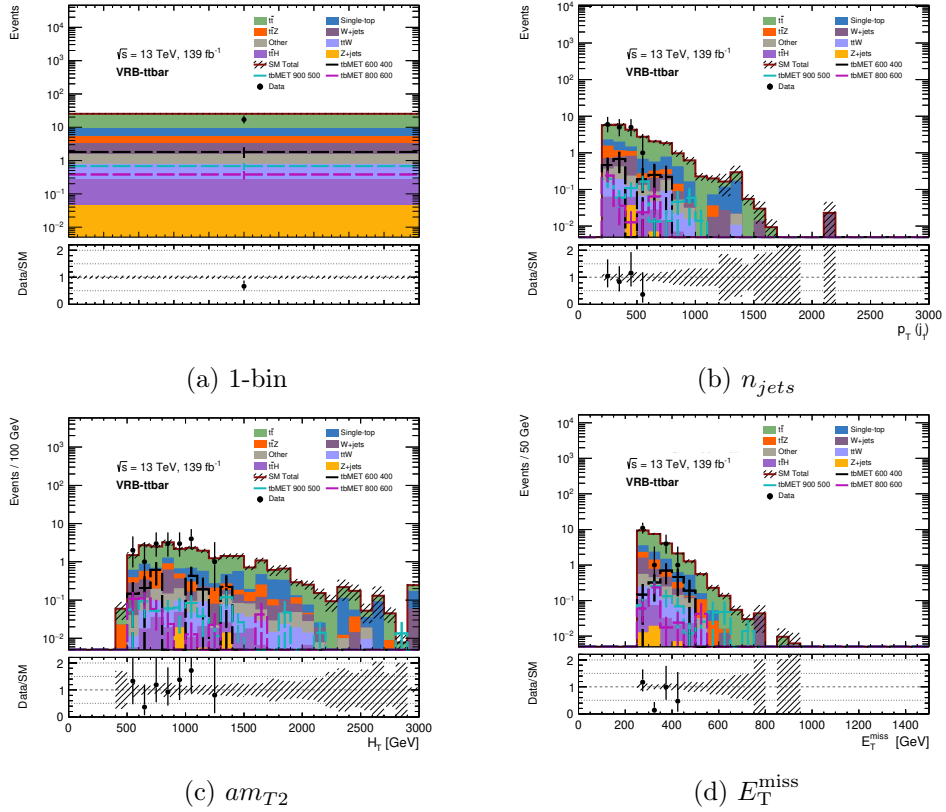 Events
10⁴
10³
10²
10
1
10⁻¹
10⁻²
tt̄ Single-top
tt̄Z W+jets
Other ttW
tt̄H Z+jets
SM Total tbMET 600 400
tbMET 900 500 tbMET 800 600
Data
√s = 13 TeV, 139 fb⁻¹
VRB-ttbar
Data/SM
2
1
0
(a) 1-bin
Events
10⁴
10³
10²
10
1
10⁻¹
10⁻²
tt̄ Single-top
tt̄Z W+jets
Other ttW
tt̄H Z+jets
SM Total tbMET 600 400
tbMET 900 500 tbMET 800 600
Data
√s = 13 TeV, 139 fb⁻¹
VRB-ttbar
Data/SM
2
1
0
0 500 1000 1500 2000 2500 3000
(b) n_jets
Events / 100 GeV
10³
10²
10
1
10⁻¹
10⁻²
tt̄ Single-top
tt̄Z W+jets
Other ttW
tt̄H Z+jets
SM Total tbMET 600 400
tbMET 900 500 tbMET 800 600
Data
√s = 13 TeV, 139 fb⁻¹
VRB-ttbar
Data/SM
2
1
0
0 500 1000 1500 2000 2500 3000
H_T [GeV]
(c) am_T2
Events / 50 GeV
10⁴
10³
10²
10
1
10⁻¹
10⁻²
tt̄ Single-top
tt̄Z W+jets
Other ttW
tt̄H Z+jets
SM Total tbMET 600 400
tbMET 900 500 tbMET 800 600
Data
√s = 13 TeV, 139 fb⁻¹
VRB-ttbar
Data/SM
2
1
0
0 200 400 600 800 1000 1200 1400
E_T^miss [GeV]
(d) E_T^miss